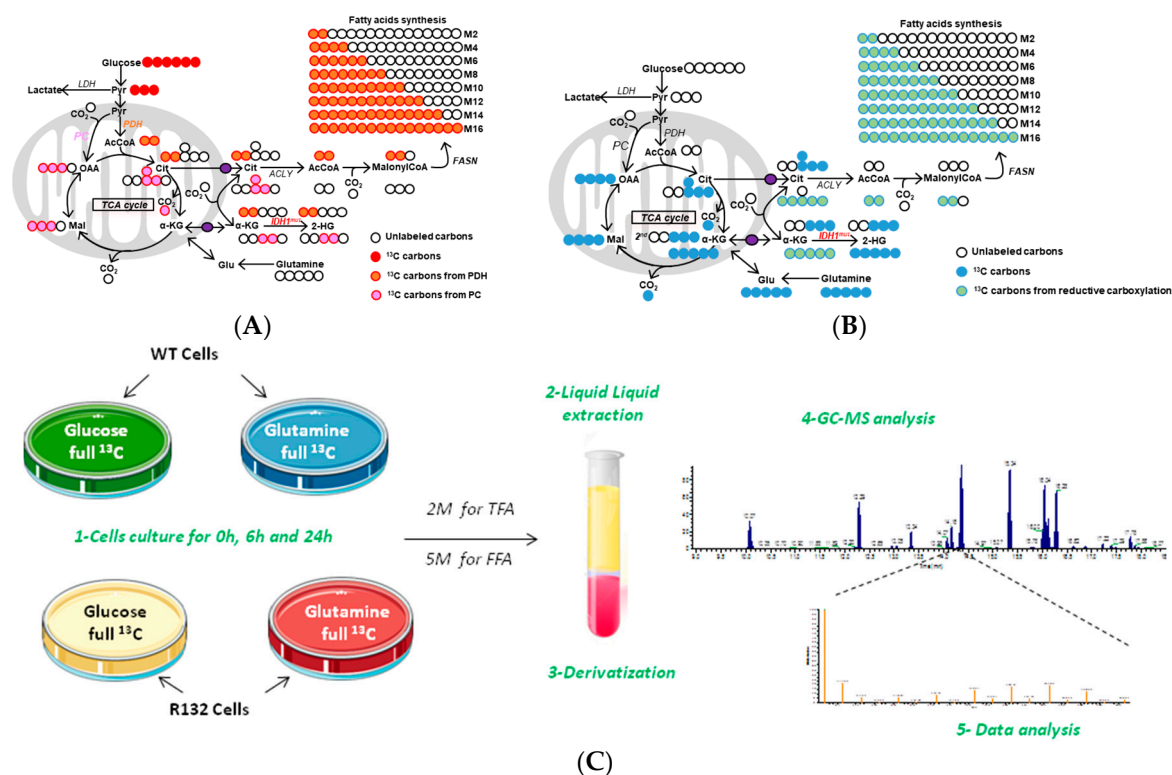 Fatty acids synthesis
M2
M4
M6
M8
M10
M12
M14
M16
Glucose
LDH
Lactate
Pyr
Pyr
CO2
PC
PDH
AcCoA
OAA
Cit
Cit
ACLY
AcCoA
MalonylCoA
FASN
CO2
CO2
CO2
TCA cycle
Mal
α-KG
α-KG
IDH1mut
2-HG
CO2
Glu
Glutamine
Unlabeled carbons
13C carbons
13C carbons from PDH
13C carbons from PC
(A)
Fatty acids synthesis
M2
M4
M6
M8
M10
M12
M14
M16
Glucose
LDH
Lactate
Pyr
Pyr
CO2
PC
PDH
AcCoA
OAA
Cit
Cit
ACLY
AcCoA
MalonylCoA
FASN
CO2
CO2
CO2
TCA cycle
2nd
Mal
α-KG
α-KG
IDH1mut
2-HG
CO2
Glu
Glutamine
Unlabeled carbons
13C carbons
13C carbons from reductive carboxylation
(B)
WT Cells
Glucose
full 13C
Glutamine
full 13C
1-Cells culture for 0h, 6h and 24h
Glucose
full 13C
Glutamine
full 13C
R132 Cells
2M for TFA
5M for FFA
2-Liquid Liquid
extraction
3-Derivatization
4-GC-MS analysis
5- Data analysis
(C)